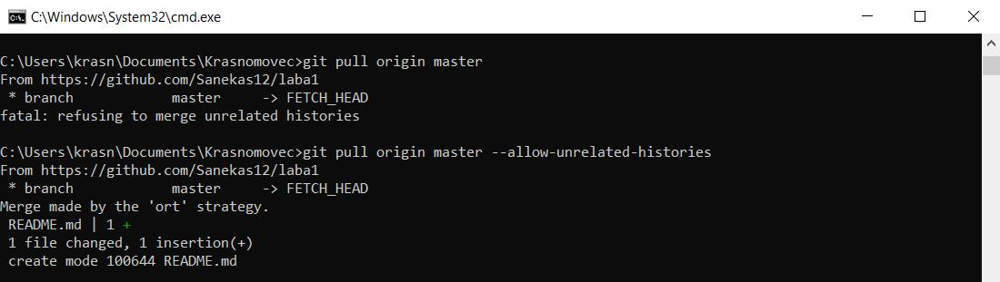 C:\Windows\System32\cmd.exe
C:\Users\krasn\Documents\Krasnomovec>git pull origin master
From https://github.com/Sanekas12/laba1
 * branch            master     -> FETCH_HEAD
fatal: refusing to merge unrelated histories
C:\Users\krasn\Documents\Krasnomovec>git pull origin master --allow-unrelated-histories
From https://github.com/Sanekas12/laba1
 * branch            master     -> FETCH_HEAD
Merge made by the 'ort' strategy.
 README.md | 1 +
 1 file changed, 1 insertion(+)
 create mode 100644 README.md